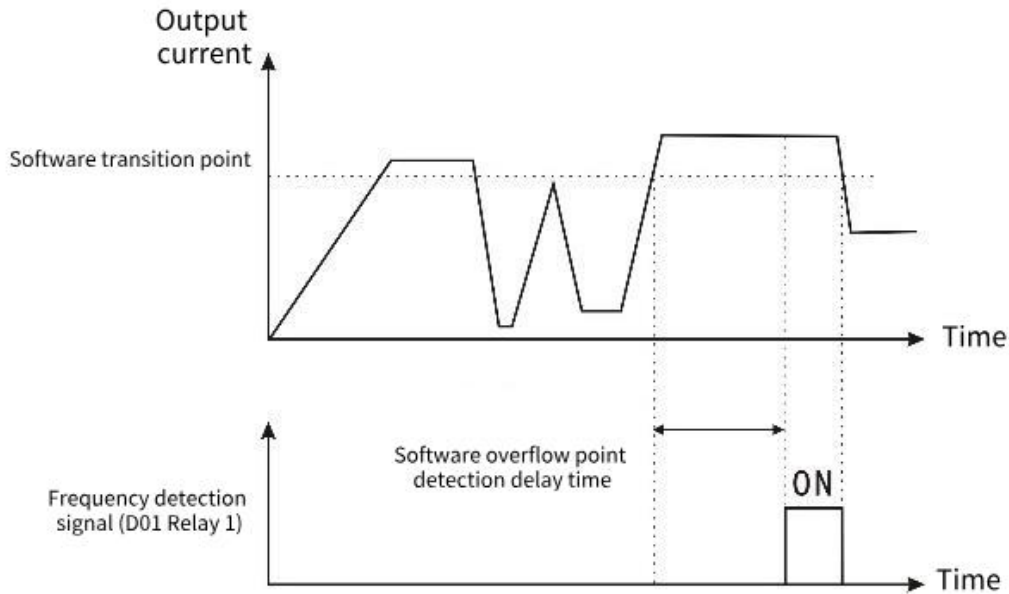 Output
current
Software transition point
Time
Software overflow point
detection delay time
ON
Frequency detection
signal (D01 Relay 1)
Time